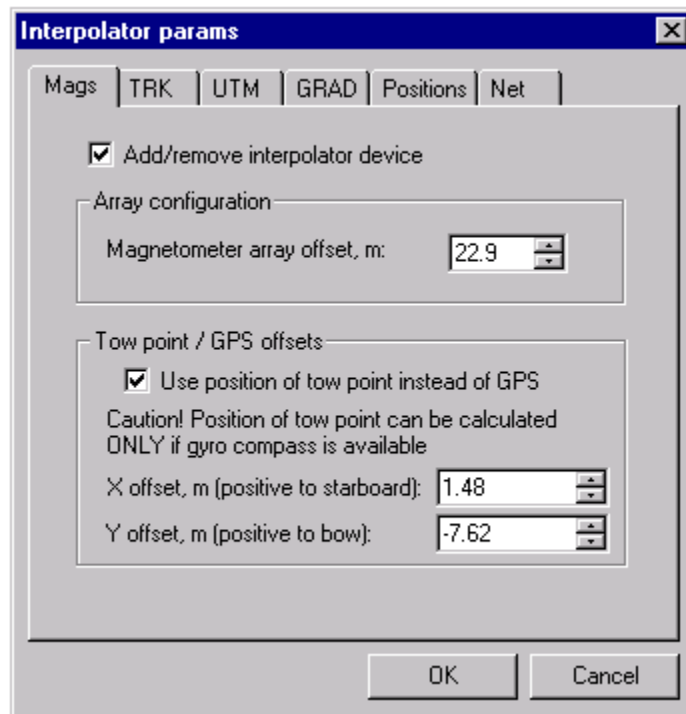 Interpolator params
Mags TRK UTM GRAD Positions Net
Add/remove interpolator device
Array configuration
Magnetometer array offset, m: 22.9
Tow point / GPS offsets
Use position of tow point instead of GPS
Caution! Position of tow point can be calculated
ONLY if gyro compass is available
X offset, m (positive to starboard): 1.48
Y offset, m (positive to bow): -7.62
OK Cancel